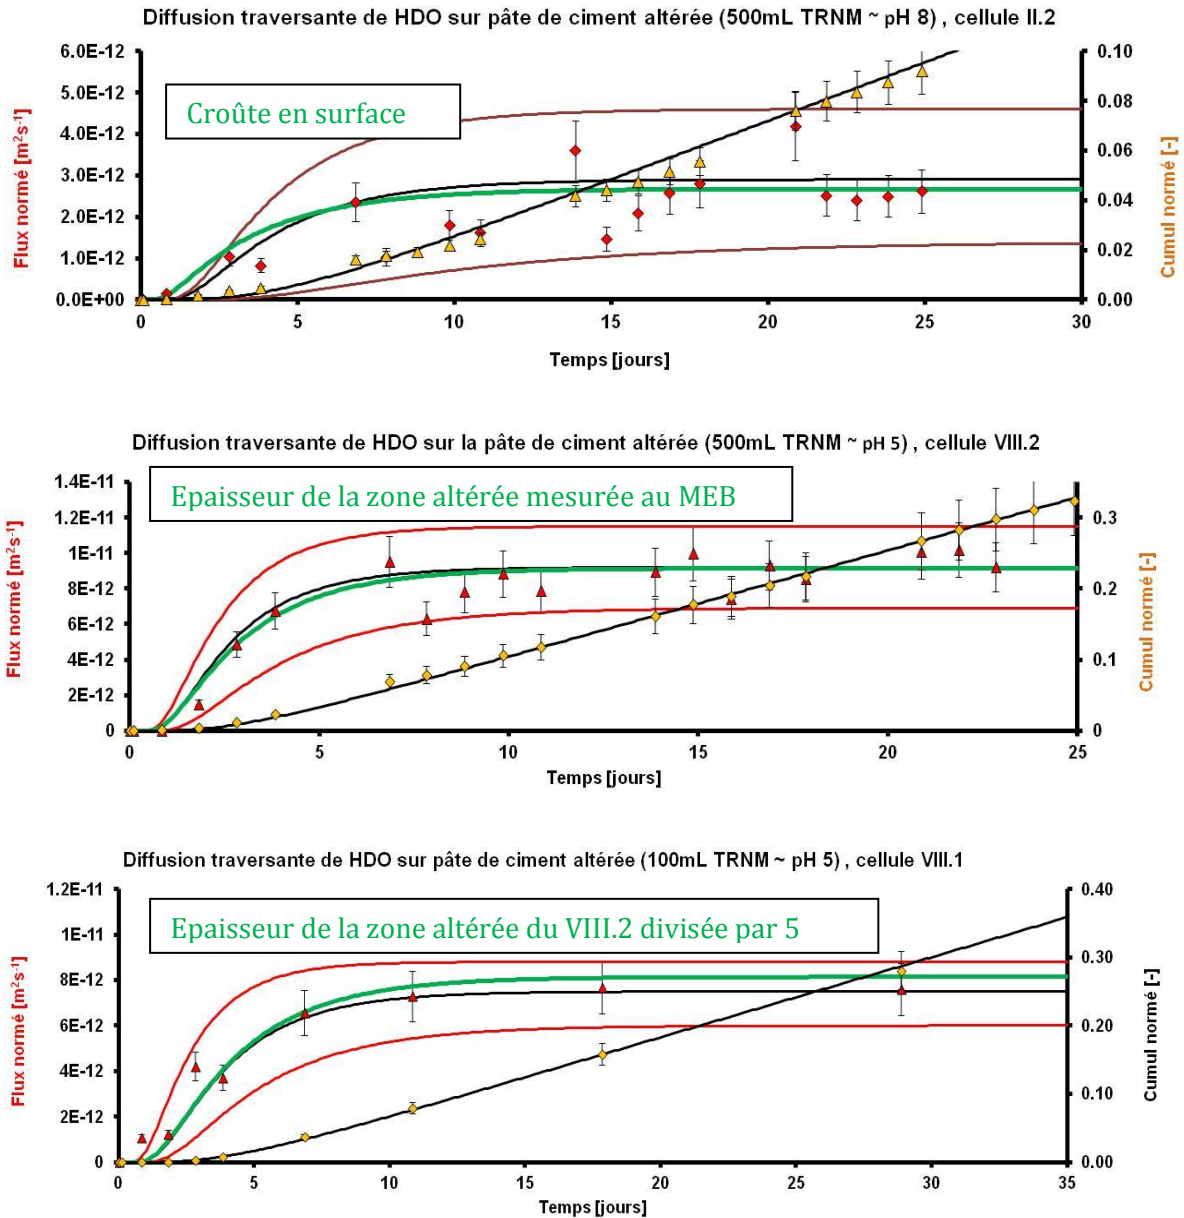 Diffusion traversante de HDO sur pâte de ciment altérée (500mL TRNM ~ pH 8) , cellule II.2
6.0E-12
5.0E-12
4.0E-12
3.0E-12
2.0E-12
1.0E-12
0.0E+00
Flux normé [m²s⁻¹]
Croûte en surface
0.10
0.08
0.06
0.04
0.02
0.00
Cumul normé [-]
0 5 10 15 20 25 30
Temps [jours]
Diffusion traversante de HDO sur la pâte de ciment altérée (500mL TRNM ~ pH 5) , cellule VIII.2
1.4E-11
1.2E-11
1E-11
8E-12
6E-12
4E-12
2E-12
0
Flux normé [m²s⁻¹]
Epaisseur de la zone altérée mesurée au MEB
0.3
0.2
0.1
0
Cumul normé [-]
0 5 10 15 20 25
Temps [jours]
Diffusion traversante de HDO sur pâte de ciment altérée (100mL TRNM ~ pH 5) , cellule VIII.1
1.2E-11
1E-11
8E-12
6E-12
4E-12
2E-12
0
Flux normé [m²s⁻¹]
Epaisseur de la zone altérée du VIII.2 divisée par 5
0.40
0.30
0.20
0.10
0.00
Cumul normé [-]
0 5 10 15 20 25 30 35
Temps [jours]